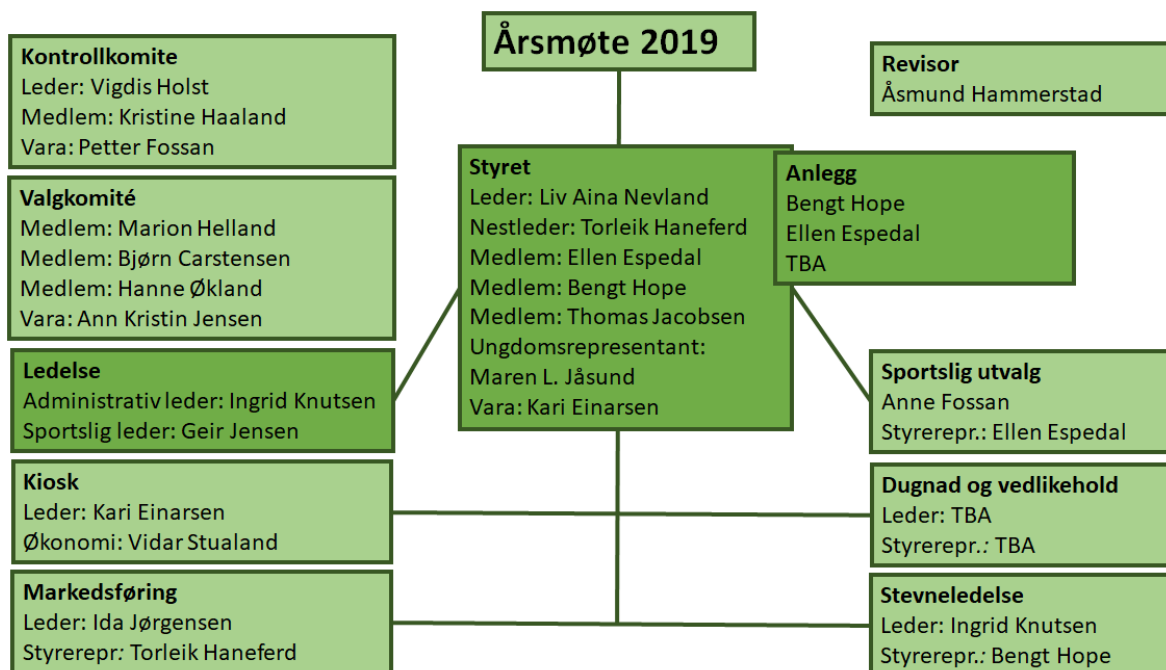 Årsmøte 2019
Kontrollkomite
Leder: Vigdis Holst
Medlem: Kristine Haaland
Vara: Petter Fossan
Revisor
Åsmund Hammerstad
Valgkomité
Medlem: Marion Helland
Medlem: Bjørn Carstensen
Medlem: Hanne Økland
Vara: Ann Kristin Jensen
Styret
Leder: Liv Aina Nevland
Nestleder: Torleik Haneferd
Medlem: Ellen Espedal
Medlem: Bengt Hope
Medlem: Thomas Jacobsen
Ungdomsrepresentant:
Maren L. Jåsund
Vara: Kari Einarsen
Anlegg
Bengt Hope
Ellen Espedal
TBA
Ledelse
Administrativ leder: Ingrid Knutsen
Sportslig leder: Geir Jensen
Sportslig utvalg
Anne Fossan
Styrerepr.: Ellen Espedal
Kiosk
Leder: Kari Einarsen
Økonomi: Vidar Stualand
Dugnad og vedlikehold
Leder: TBA
Styrerepr.: TBA
Markedsføring
Leder: Ida Jørgensen
Styrerepr: Torleik Haneferd
Stevneledelse
Leder: Ingrid Knutsen
Styrerepr.: Bengt Hope